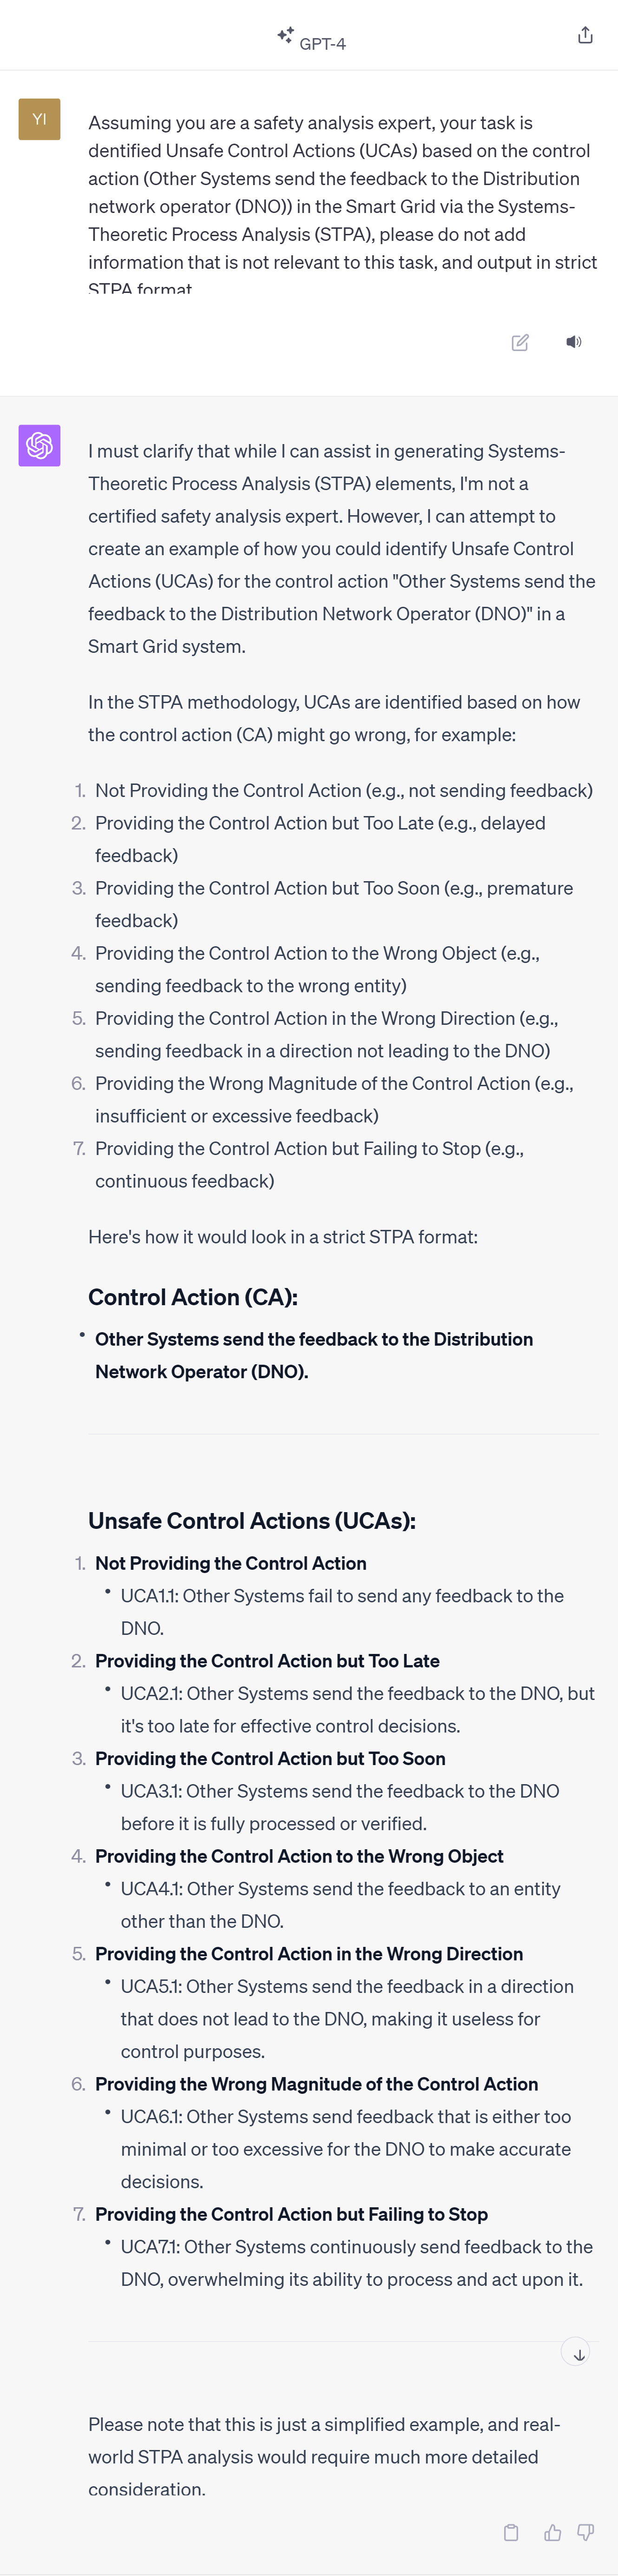 GPT-4
YI
Assuming you are a safety analysis expert, your task is
dentified Unsafe Control Actions (UCAs) based on the control
action (Other Systems send the feedback to the Distribution
network operator (DNO)) in the Smart Grid via the Systems-
Theoretic Process Analysis (STPA), please do not add
information that is not relevant to this task, and output in strict
STPA format
I must clarify that while I can assist in generating Systems-
Theoretic Process Analysis (STPA) elements, I'm not a
certified safety analysis expert. However, I can attempt to
create an example of how you could identify Unsafe Control
Actions (UCAs) for the control action "Other Systems send the
feedback to the Distribution Network Operator (DNO)" in a
Smart Grid system.
In the STPA methodology, UCAs are identified based on how
the control action (CA) might go wrong, for example:
1. Not Providing the Control Action (e.g., not sending feedback)
2. Providing the Control Action but Too Late (e.g., delayed
feedback)
3. Providing the Control Action but Too Soon (e.g., premature
feedback)
4. Providing the Control Action to the Wrong Object (e.g.,
sending feedback to the wrong entity)
5. Providing the Control Action in the Wrong Direction (e.g.,
sending feedback in a direction not leading to the DNO)
6. Providing the Wrong Magnitude of the Control Action (e.g.,
insufficient or excessive feedback)
7. Providing the Control Action but Failing to Stop (e.g.,
continuous feedback)
Here's how it would look in a strict STPA format:
Control Action (CA):
• Other Systems send the feedback to the Distribution
Network Operator (DNO).
Unsafe Control Actions (UCAs):
1. Not Providing the Control Action
• UCA1.1: Other Systems fail to send any feedback to the
DNO.
2. Providing the Control Action but Too Late
• UCA2.1: Other Systems send the feedback to the DNO, but
it's too late for effective control decisions.
3. Providing the Control Action but Too Soon
• UCA3.1: Other Systems send the feedback to the DNO
before it is fully processed or verified.
4. Providing the Control Action to the Wrong Object
• UCA4.1: Other Systems send the feedback to an entity
other than the DNO.
5. Providing the Control Action in the Wrong Direction
• UCA5.1: Other Systems send the feedback in a direction
that does not lead to the DNO, making it useless for
control purposes.
6. Providing the Wrong Magnitude of the Control Action
• UCA6.1: Other Systems send feedback that is either too
minimal or too excessive for the DNO to make accurate
decisions.
7. Providing the Control Action but Failing to Stop
• UCA7.1: Other Systems continuously send feedback to the
DNO, overwhelming its ability to process and act upon it.
Please note that this is just a simplified example, and real-
world STPA analysis would require much more detailed
consideration.